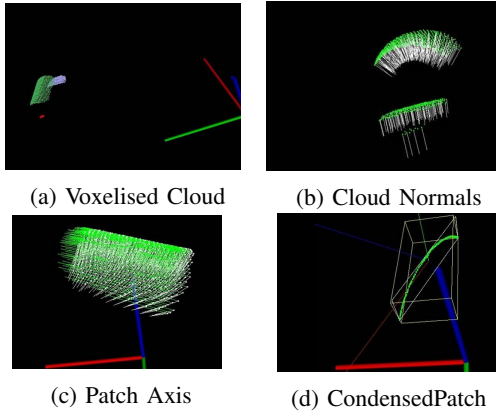 (a) Voxelised Cloud
(b) Cloud Normals
(c) Patch Axis
(d) CondensedPatch